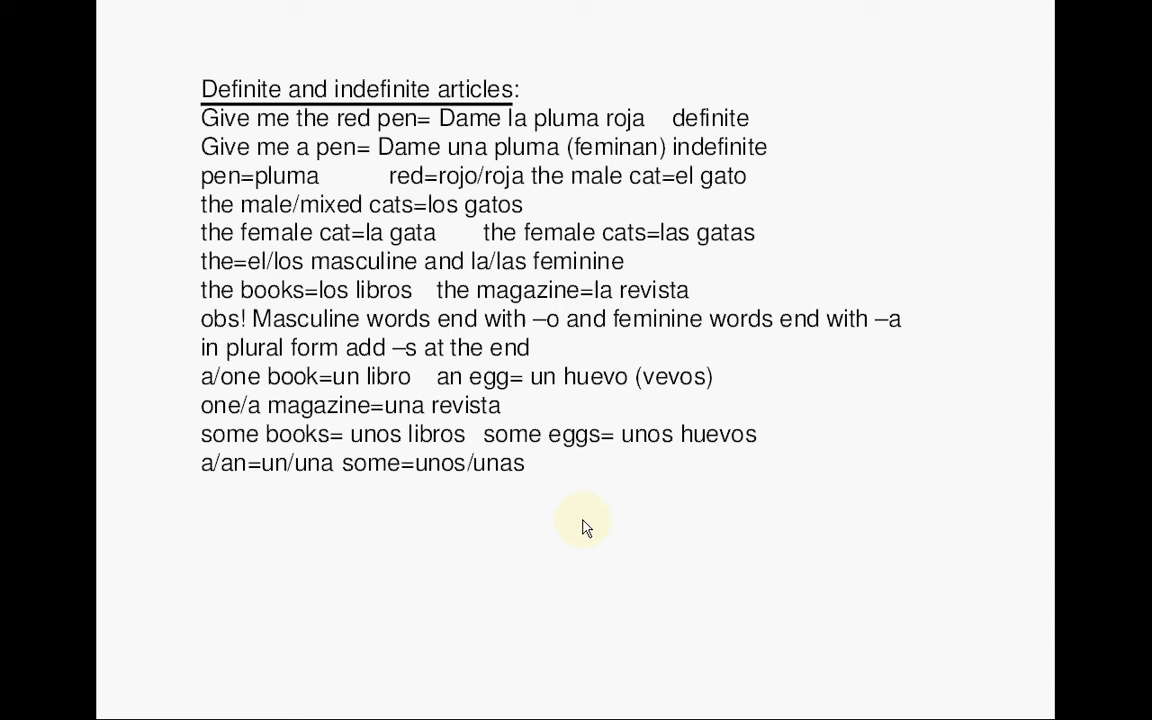 Definite and indefinite articles:
Give me the red pen= Dame la pluma roja definite
Give me a pen= Dame una pluma (feminan) indefinite
pen=pluma red=rojo/roja the male cat=el gato
the male/mixed cats=los gatos
the female cat=la gata the female cats=las gatas
the=el/los masculine and la/las feminine
the books=los libros the magazine=la revista
obs! Masculine words end with –o and feminine words end with –a
in plural form add –s at the end
a/one book=un libro an egg= un huevo (vevos)
one/a magazine=una revista
some books= unos libros some eggs= unos huevos
a/an=un/una some=unos/unas